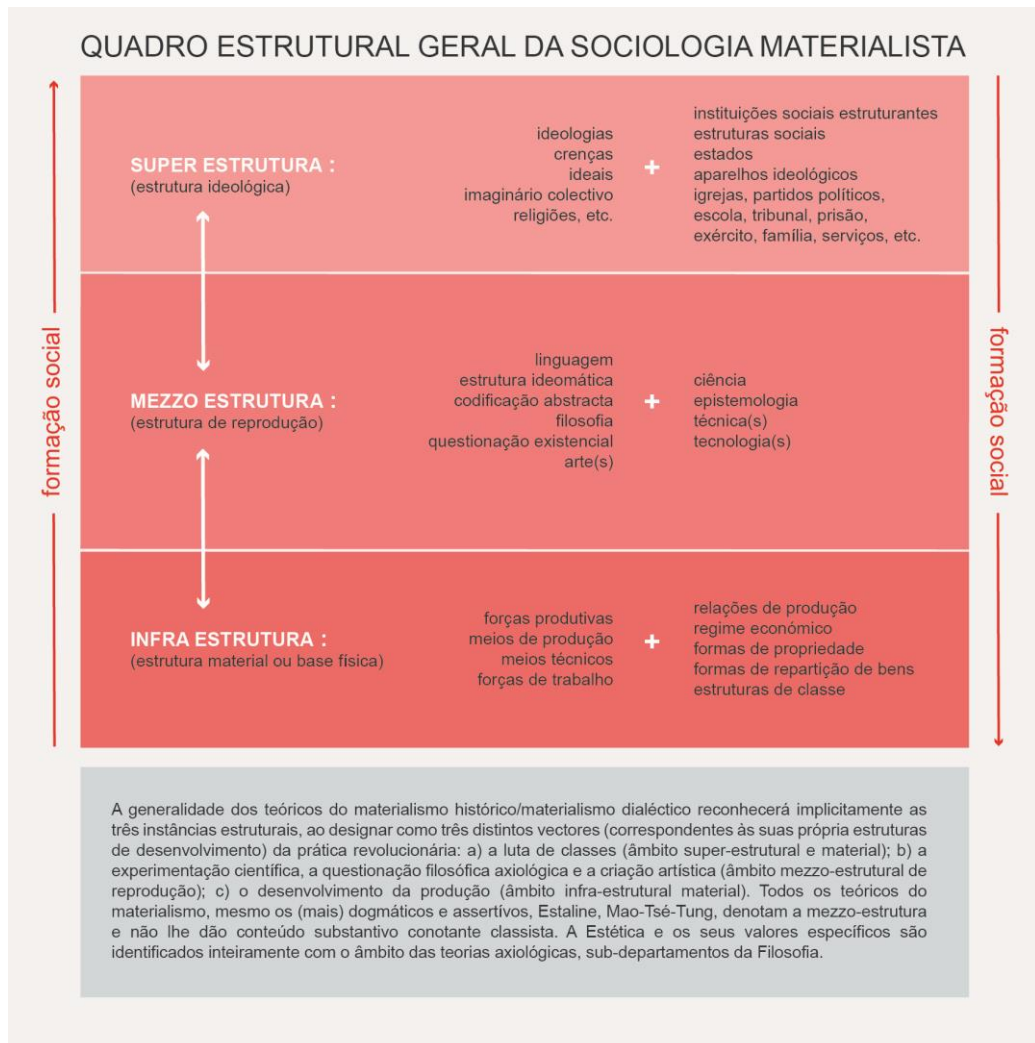 QUADRO ESTRUTURAL GERAL DA SOCIOLOGIA MATERIALISTA
formação social
SUPER ESTRUTURA :
(estrutura ideológica)
ideologias
crenças
ideais
imaginário colectivo
religiões, etc.
+
instituições sociais estruturantes
estruturas sociais
estados
aparelhos ideológicos
igrejas, partidos políticos,
escola, tribunal, prisão,
exército, família, serviços, etc.
MEZZO ESTRUTURA :
(estrutura de reprodução)
linguagem
estrutura ideomática
codificação abstracta
filosofia
questionação existencial
arte(s)
+
ciência
epistemologia
técnica(s)
tecnologia(s)
INFRA ESTRUTURA :
(estrutura material ou base física)
forças produtivas
meios de produção
meios técnicos
forças de trabalho
+
relações de produção
regime económico
formas de propriedade
formas de repartição de bens
estruturas de classe
formação social
A generalidade dos teóricos do materialismo histórico/materialismo dialéctico reconhecerá implicitamente as
três instâncias estruturais, ao designar como três distintos vectores (correspondentes às suas própria estruturas
de desenvolvimento) da prática revolucionária: a) a luta de classes (âmbito super-estrutural e material); b) a
experimentação científica, a questionação filosófica axiológica e a criação artística (âmbito mezzo-estrutural de
reprodução); c) o desenvolvimento da produção (âmbito infra-estrutural material). Todos os teóricos do
materialismo, mesmo os (mais) dogmáticos e assertívos, Estaline, Mao-Tsé-Tung, denotam a mezzo-estrutura
e não lhe dão conteúdo substantivo conotante classista. A Estética e os seus valores específicos são
identificados inteiramente com o âmbito das teorias axiológicas, sub-departamentos da Filosofia.